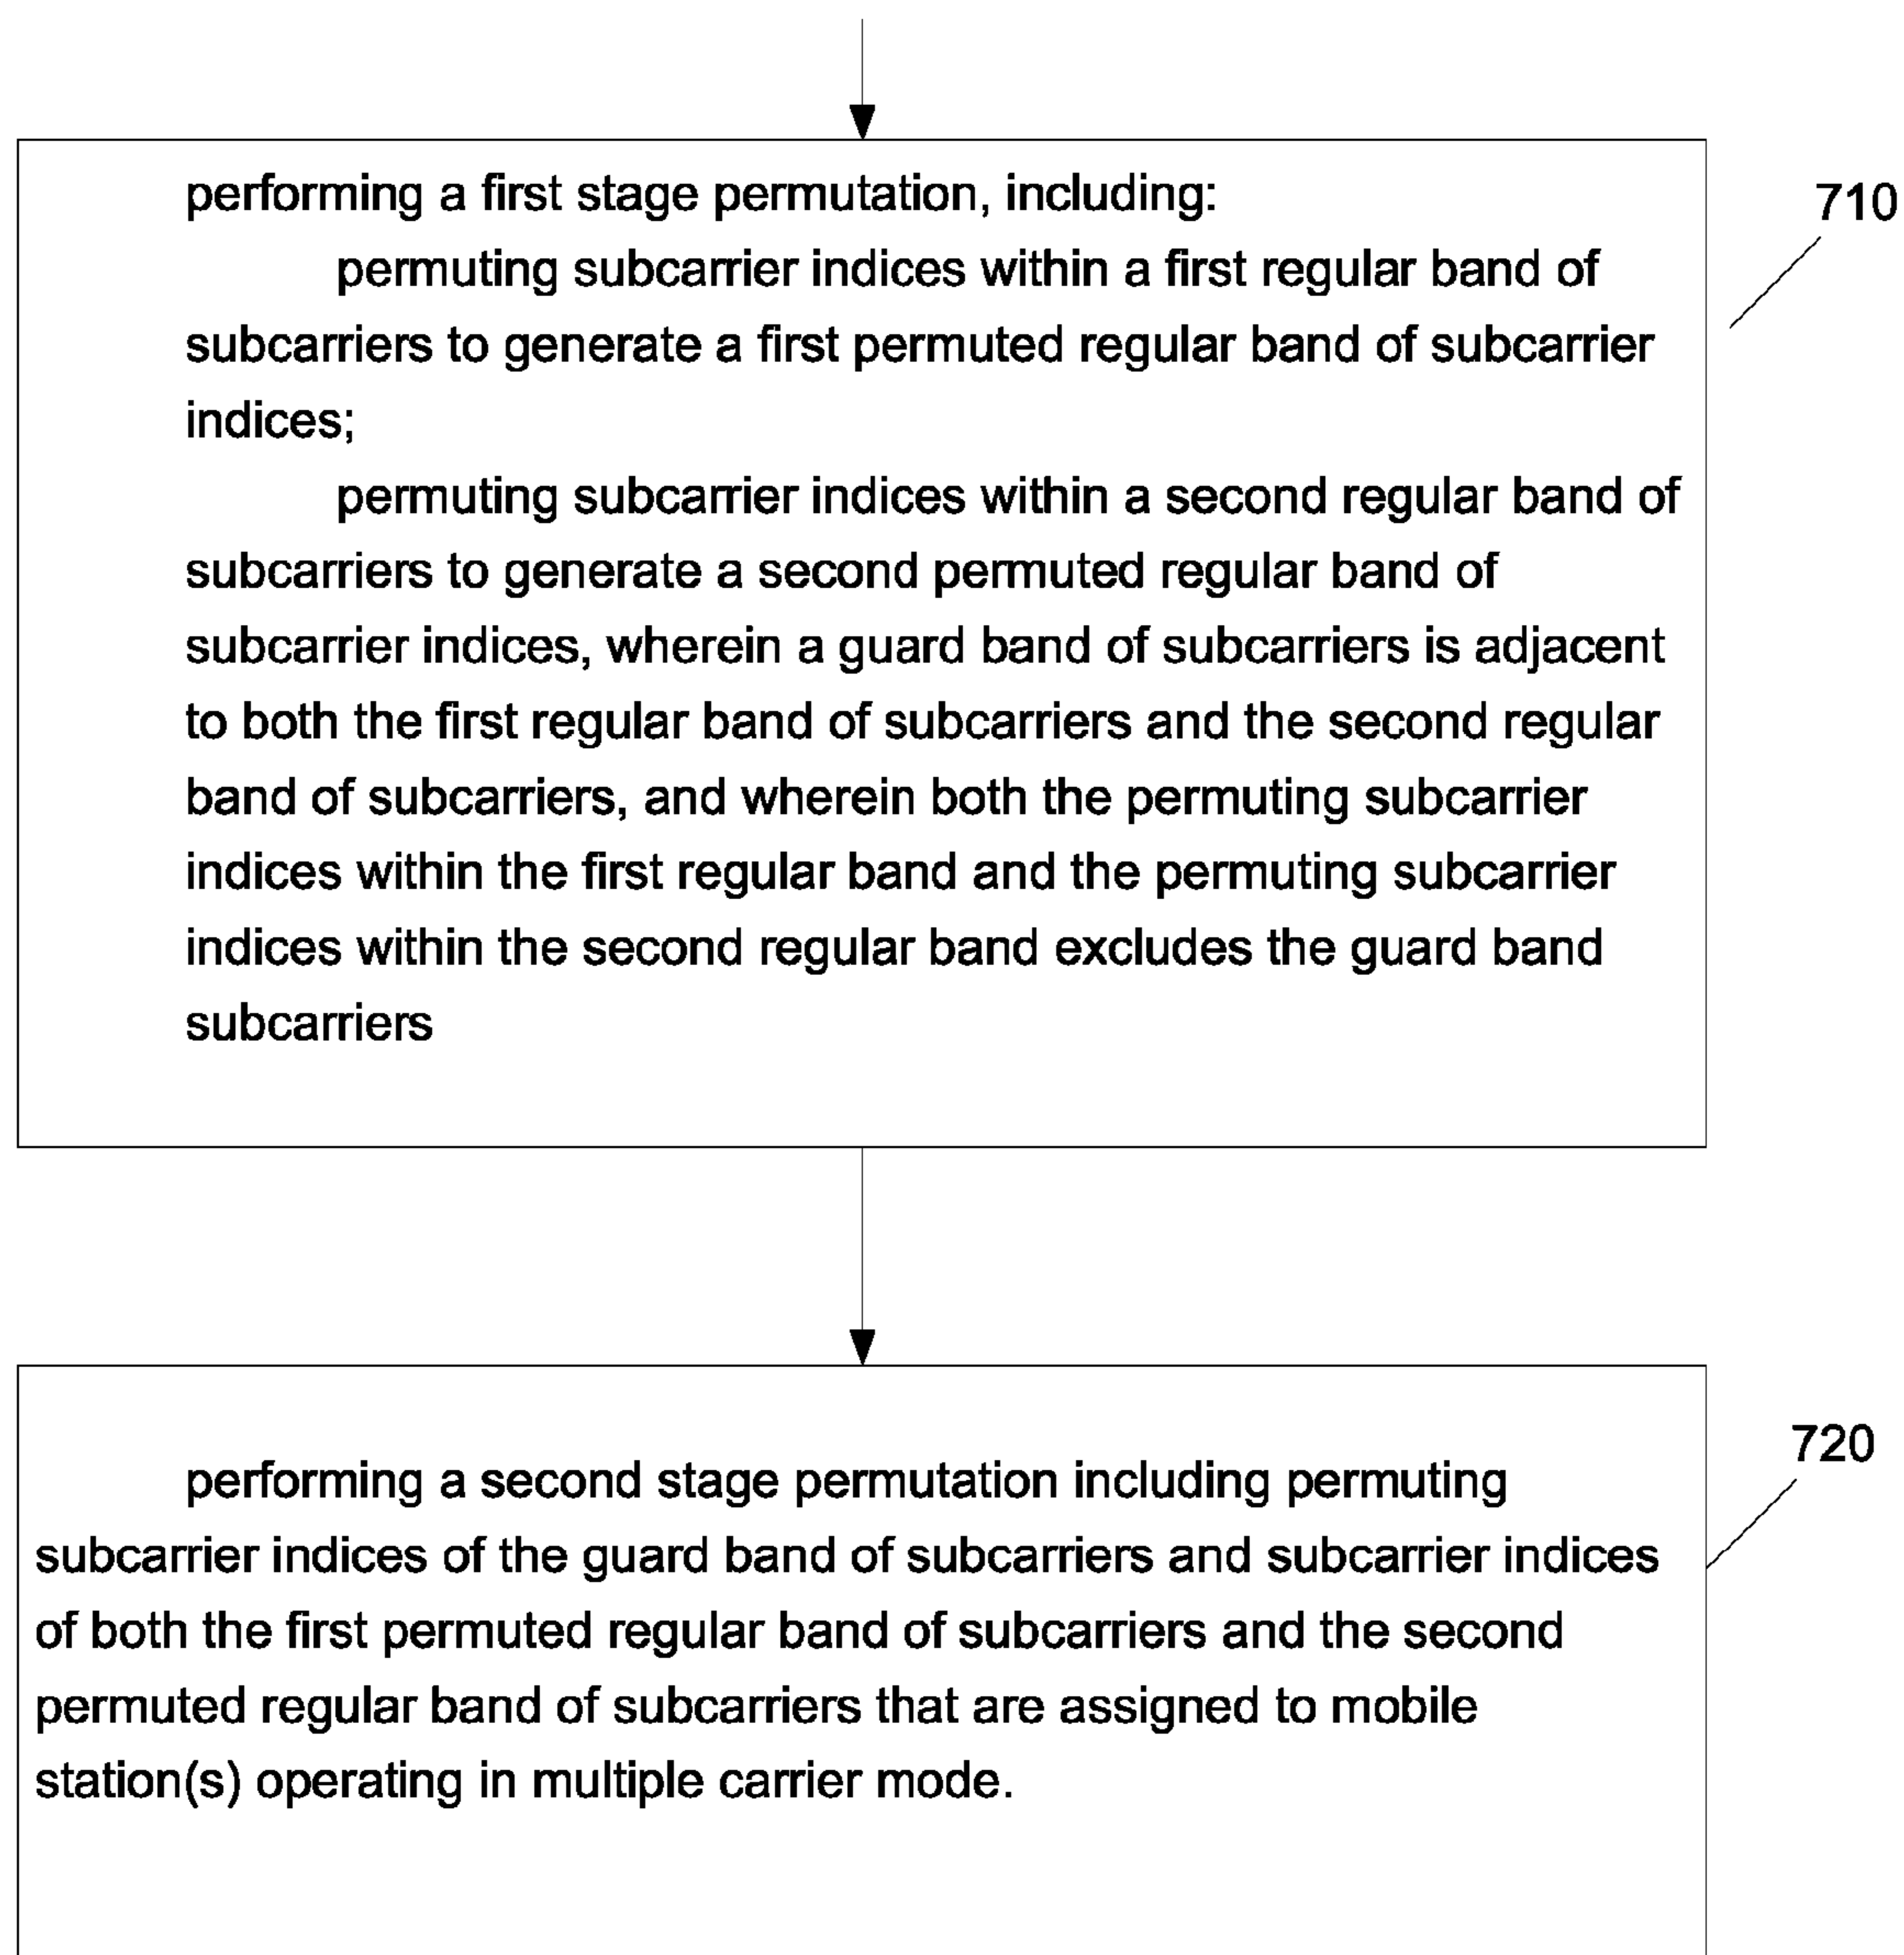 performing a first stage permutation, including:
710
permuting subcarrier indices within a first regular band of
subcarriers to generate a first permuted regular band of subcarrier
indices;
permuting subcarrier indices within a second regular band of
subcarriers to generate a second permuted regular band of
subcarrier indices, wherein a guard band of subcarriers is adjacent
to both the first regular band of subcarriers and the second regular
band of subcarriers, and wherein both the permuting subcarrier
indices within the first regular band and the permuting subcarrier
indices within the second regular band excludes the guard band
subcarriers
720
performing a second stage permutation including permuting
subcarrier indices of the guard band of subcarriers and subcarrier indices
of both the first permuted regular band of subcarriers and the second
permuted regular band of subcarriers that are assigned to mobile
station(s) operating in multiple carrier mode.